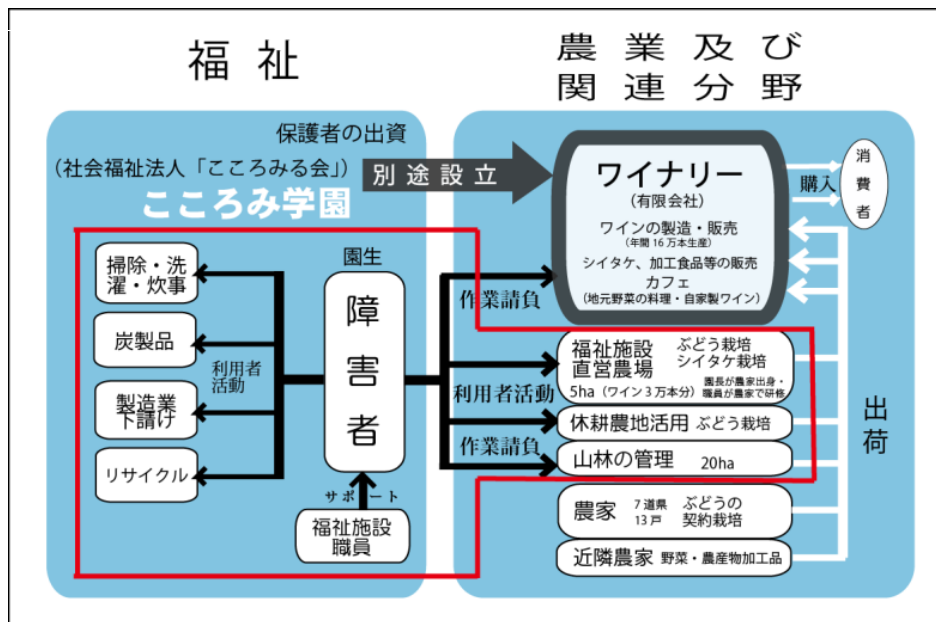 福祉
農業及び
関連分野
保護者の出資
（社会福祉法人「こころみる会」）
こころみ学園
別途設立
ワイナリー
（有限会社）
ワインの製造・販売
（年間16万本生産）
シイタケ、加工食品等の販売
カフェ
（地元野菜の料理・自家製ワイン）
購入
消費者
園生
障害者
掃除・洗
濯・炊事
炭製品
製造業
下請け
リサイクル
利用者
活動
サポート
福祉施設
職員
作業請負
利用者活動
作業請負
福祉施設
直営農場
ぶどう栽培
シイタケ栽培
5ha（ワイン3万本分）
園長が農家出身・
職員が農家で研修
休耕農地活用 ぶどう栽培
山林の管理 20ha
農家
7道県
13戸
ぶどうの
契約栽培
近隣農家 野菜・農産物加工品
出荷